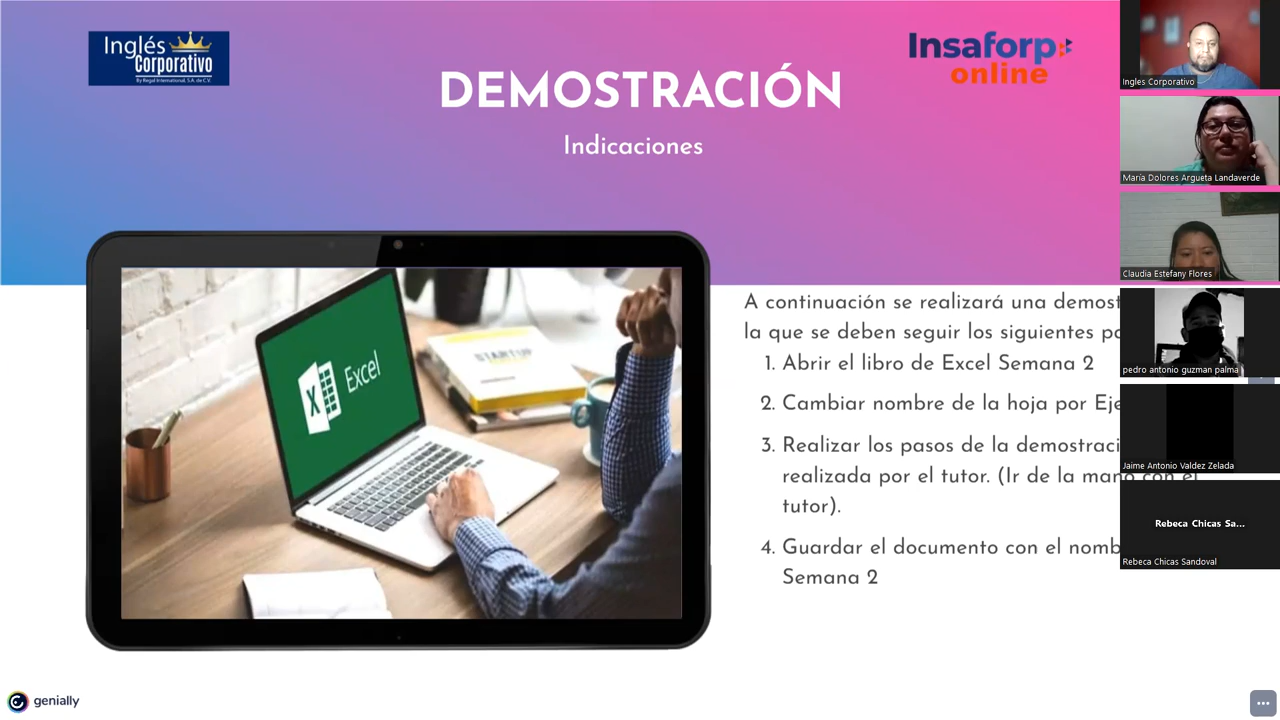 Inglés
Corporativo
By Regal International, S.A. de C.V.
Insaforp
online
DEMOSTRACIÓN
Indicaciones
Excel
STARTUP
A continuación se realizará una demost
la que se deben seguir los siguientes
1. Abrir el libro de Excel Semana 2
2. Cambiar nombre de la hoja por Eje
3. Realizar los pasos de la demostraci
realizada por el tutor. (Ir de la mano con el
tutor).
4. Guardar el documento con el nomb
Semana 2
genially
Ingles Corporativo
María Dolores Argueta Landaverde
Claudia Estefany Flores
pedro antonio guzman palma
Jaime Antonio Valdez Zelada
Rebeca Chicas Sa...
Rebeca Chicas Sandoval